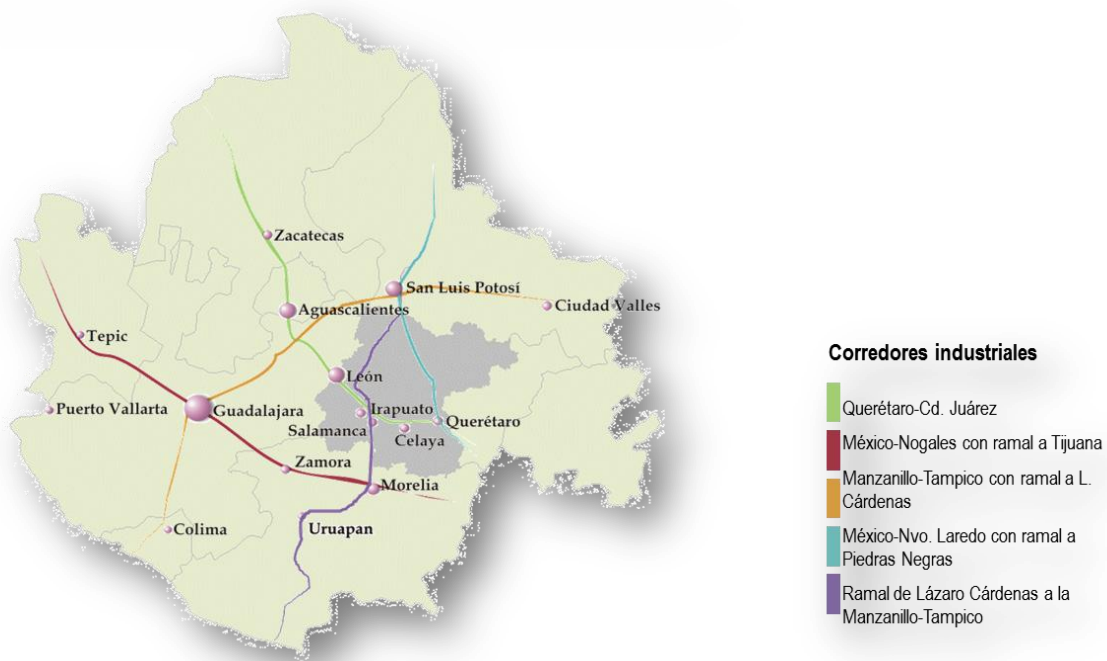 Zacatecas
San Luis Potosí
Aguascalientes
Ciudad Valles
Tepic
León
Puerto Vallarta
Guadalajara
Irapuato
Salamanca
Querétaro
Celaya
Zamora
Morelia
Colima
Uruapan
Corredores industriales
Querétaro-Cd. Juárez
México-Nogales con ramal a Tijuana
Manzanillo-Tampico con ramal a L.
Cárdenas
México-Nvo. Laredo con ramal a
Piedras Negras
Ramal de Lázaro Cárdenas a la
Manzanillo-Tampico